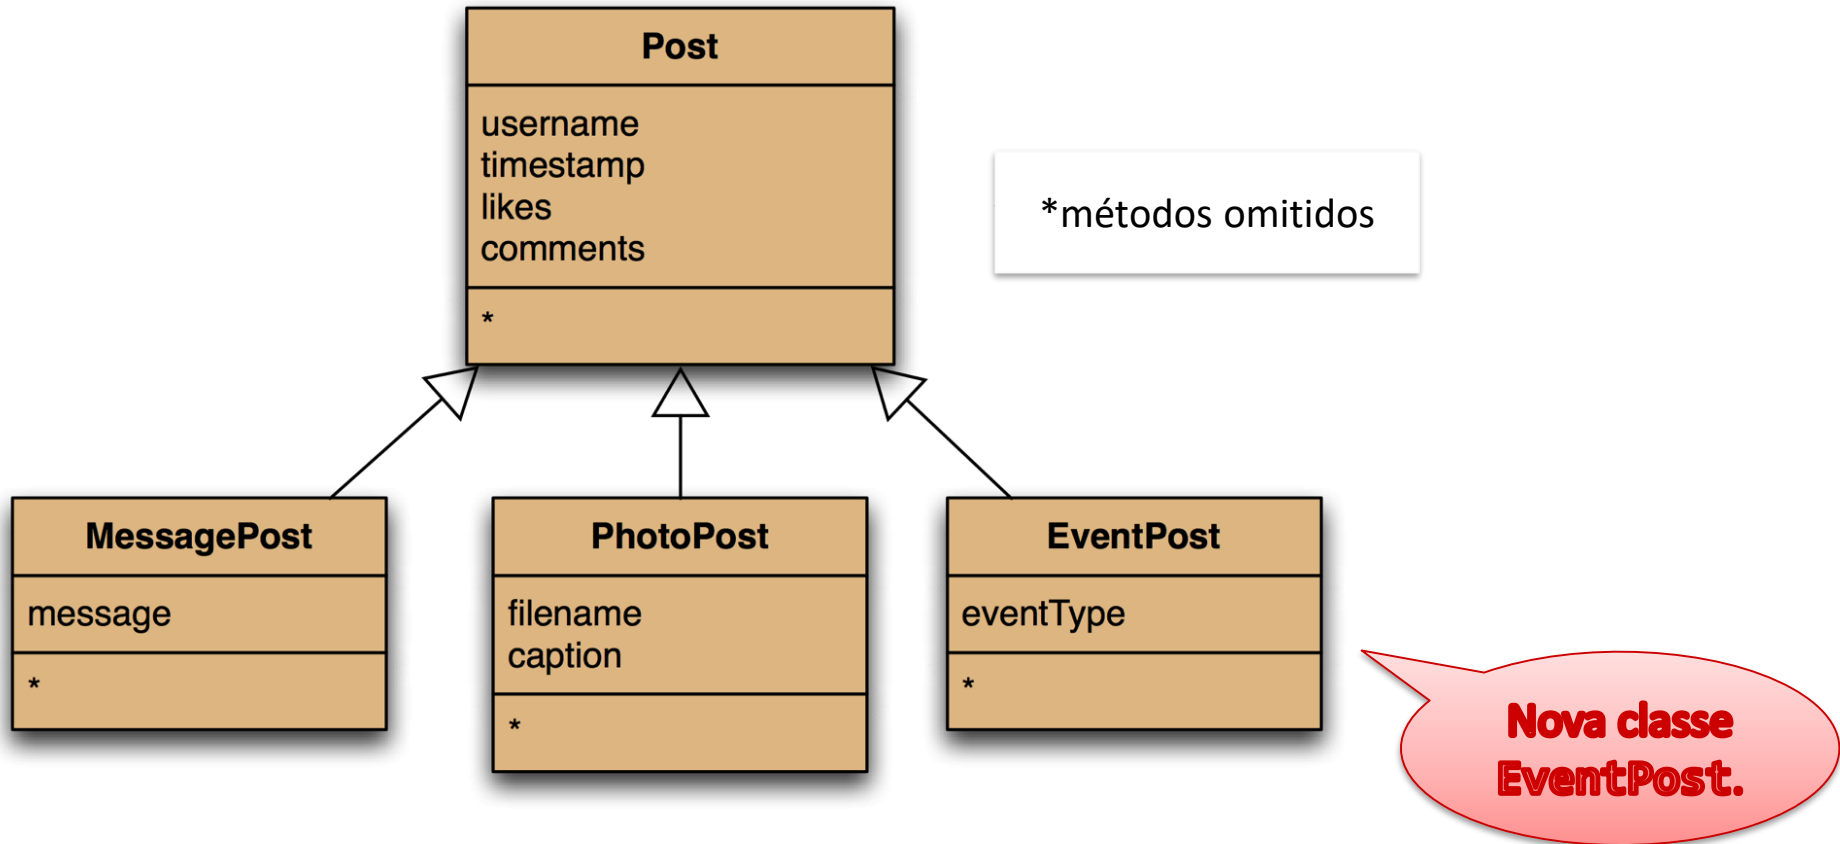 Post
username
timestamp
likes
comments
*
*métodos omitidos
MessagePost
message
*
PhotoPost
filename
caption
*
EventPost
eventType
*
Nova classe
EventPost.